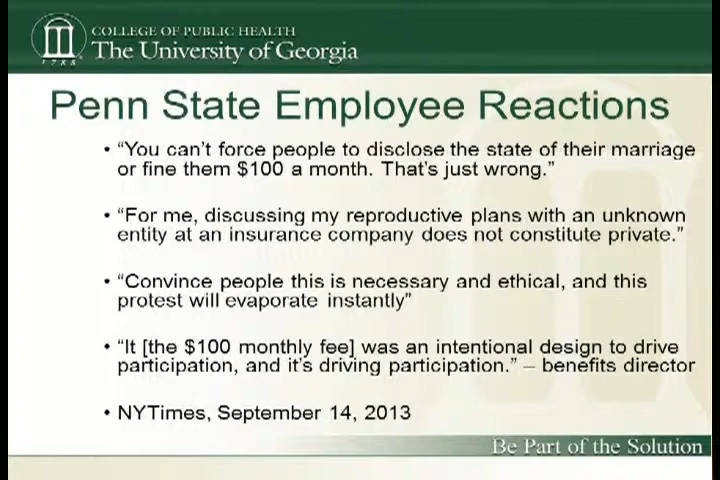 COLLEGE OF PUBLIC HEALTH
The University of Georgia
1785
Penn State Employee Reactions
• “You can’t force people to disclose the state of their marriage
or fine them $100 a month. That’s just wrong.”
• “For me, discussing my reproductive plans with an unknown
entity at an insurance company does not constitute private.”
• “Convince people this is necessary and ethical, and this
protest will evaporate instantly”
• “It [the $100 monthly fee] was an intentional design to drive
participation, and it’s driving participation.” – benefits director
• NYTimes, September 14, 2013
Be Part of the Solution